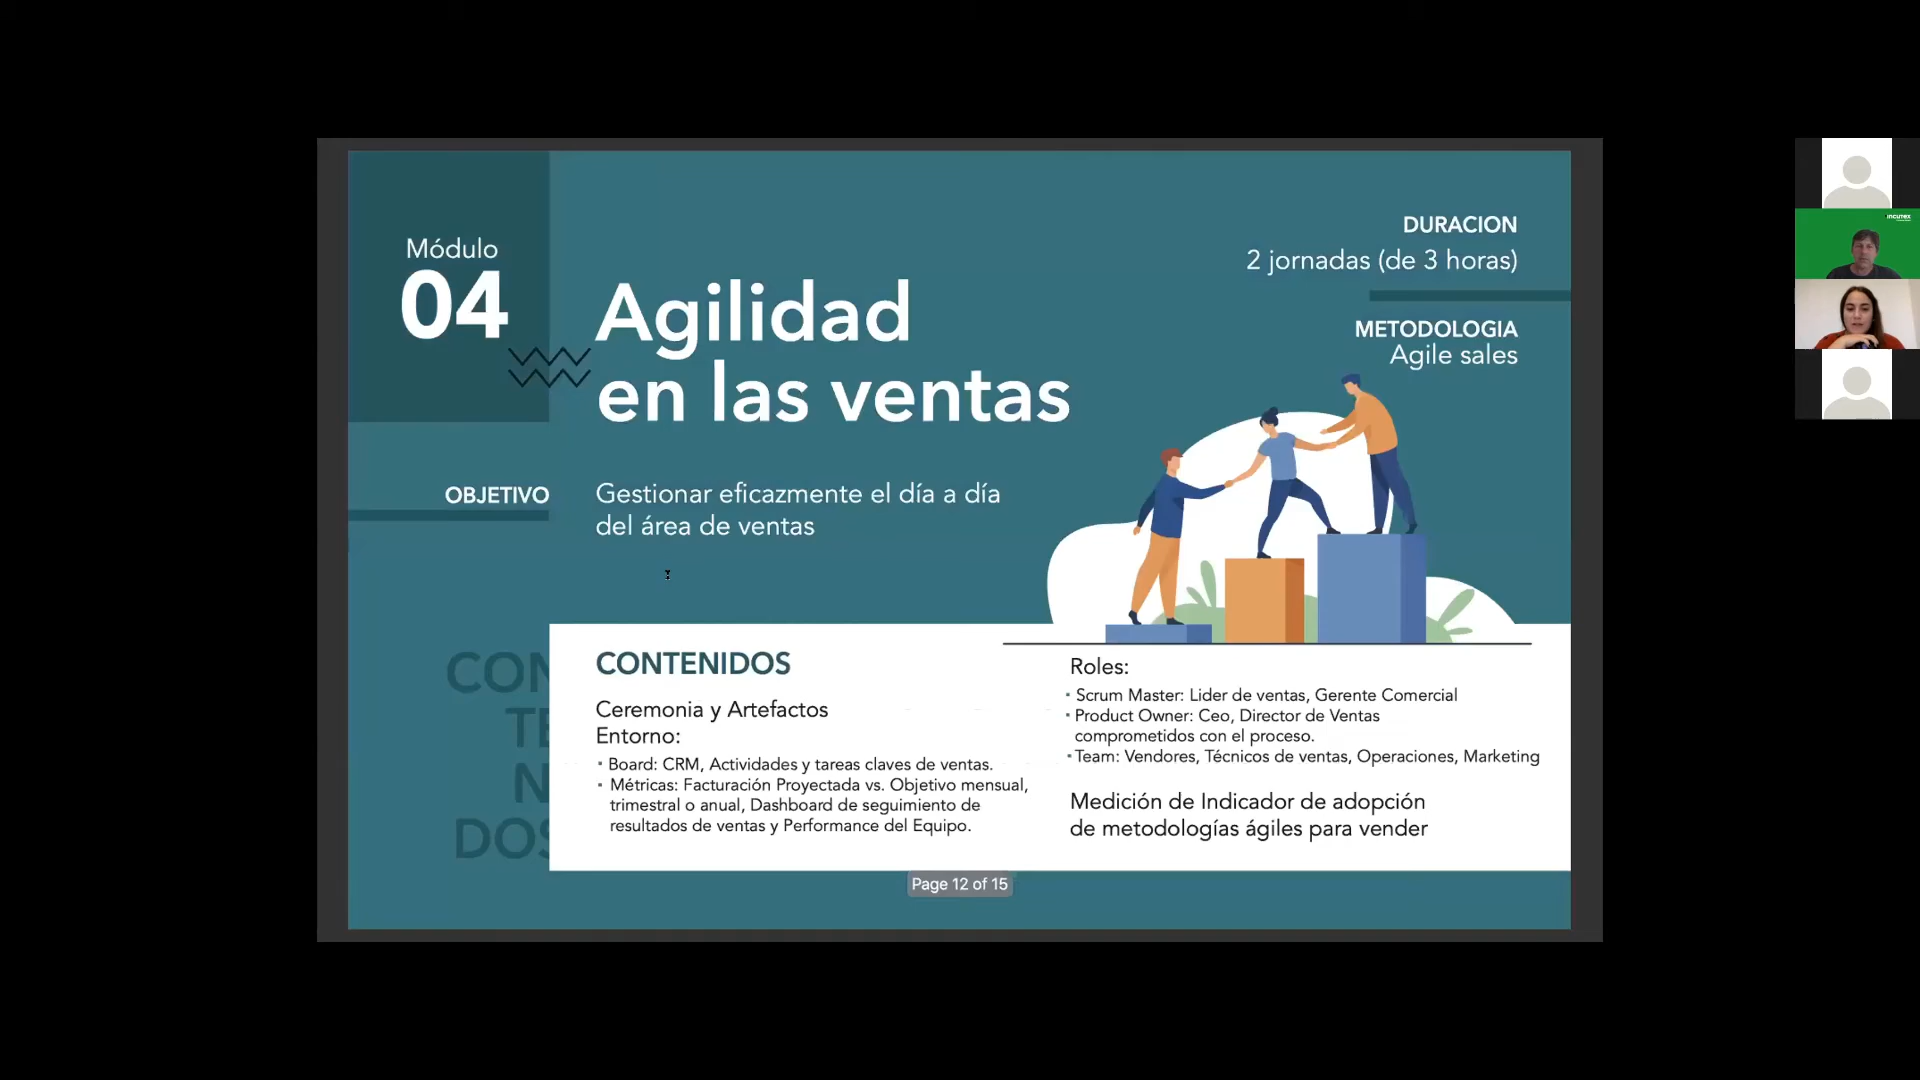 Módulo
04
Agilidad
en las ventas
DURACION
2 jornadas (de 3 horas)
METODOLOGIA
Agile sales
OBJETIVO
Gestionar eficazmente el día a día
del área de ventas
CON
TE
N
DOS
CONTENIDOS
Ceremonia y Artefactos
Entorno:
• Board: CRM, Actividades y tareas claves de ventas.
• Métricas: Facturación Proyectada vs. Objetivo mensual,
trimestral o anual, Dashboard de seguimiento de
resultados de ventas y Performance del Equipo.
Roles:
• Scrum Master: Lider de ventas, Gerente Comercial
• Product Owner: Ceo, Director de Ventas
comprometidos con el proceso.
• Team: Vendores, Técnicos de ventas, Operaciones, Marketing
Medición de Indicador de adopción
de metodologías ágiles para vender
Page 12 of 15
incutex